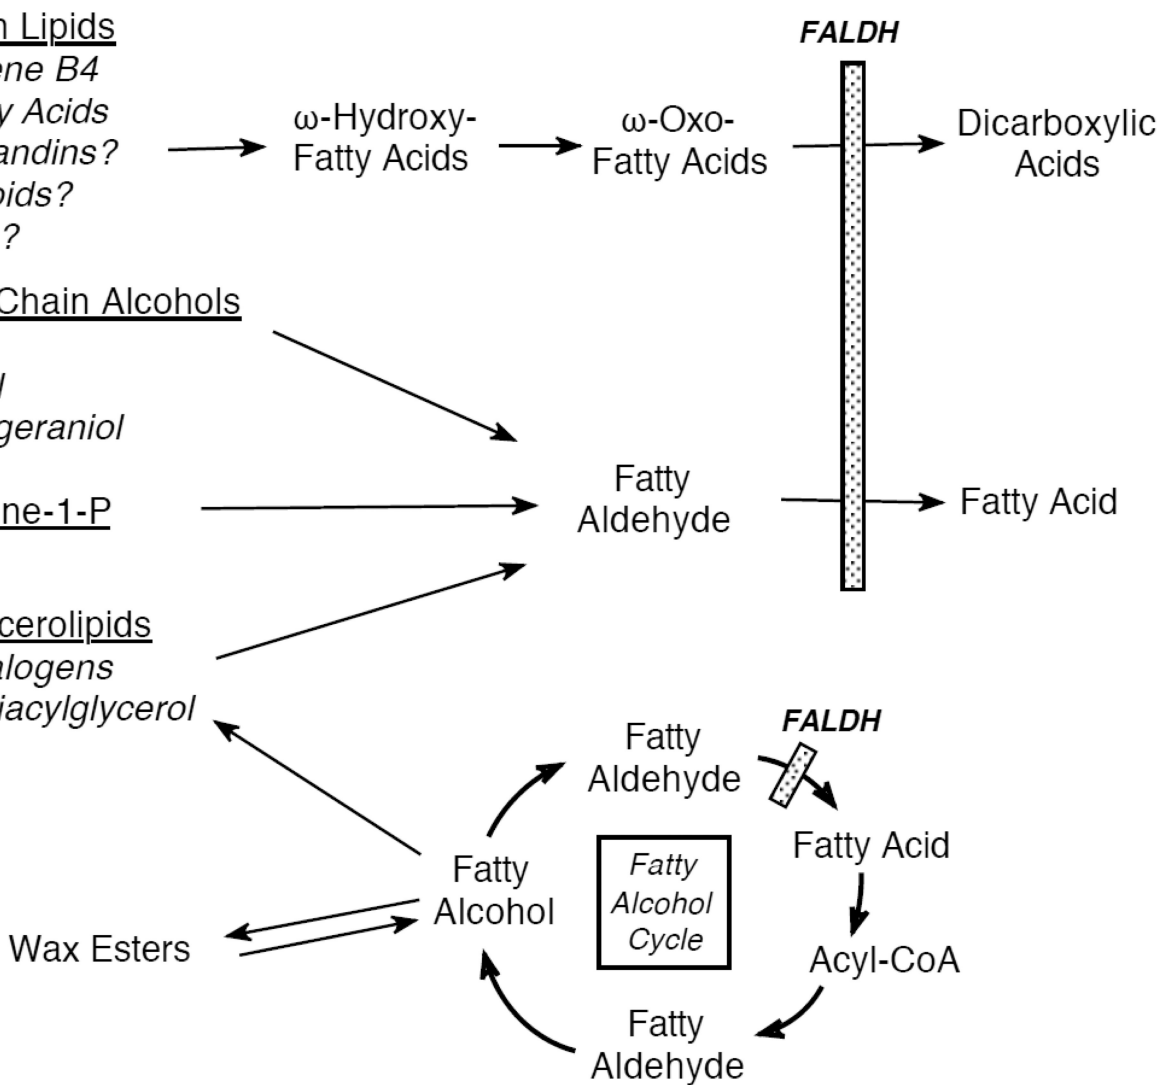 n Lipids
ene B4
y Acids
andins?
pids?
?
FALDH
ω-Hydroxy-
Fatty Acids
ω-Oxo-
Fatty Acids
Dicarboxylic
Acids
Chain Alcohols
l
geraniol
ne-1-P
Fatty
Aldehyde
Fatty Acid
cerolipids
alogens
iacylglycerol
Fatty
Aldehyde
FALDH
Fatty Acid
Fatty
Alcohol
Cycle
Fatty
Alcohol
Wax Esters
Acyl-CoA
Fatty
Aldehyde